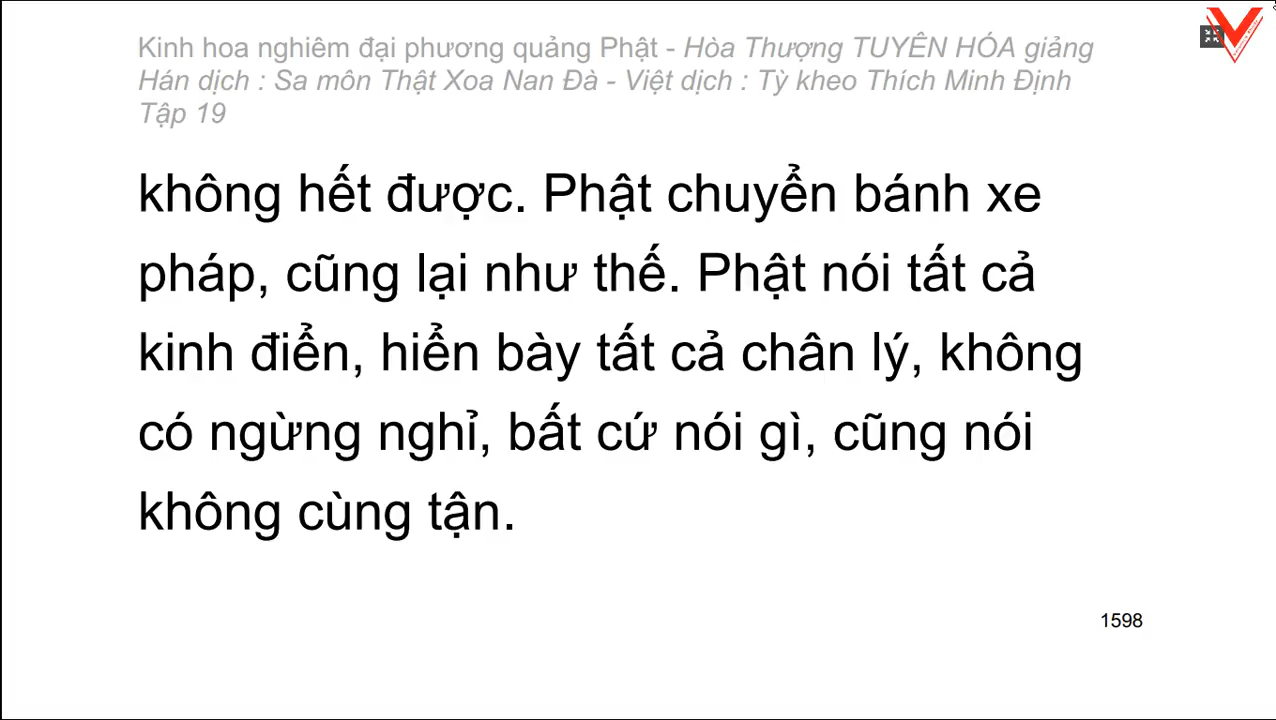 Kinh hoa nghiêm đại phương quảng Phật - Hòa Thượng TUYÊN HÓA giảng
Hán dịch : Sa môn Thật Xoa Nan Đà - Việt dịch : Tỳ kheo Thích Minh Định
Tập 19
không hết được. Phật chuyển bánh xe
pháp, cũng lại như thế. Phật nói tất cả
kinh điển, hiển bày tất cả chân lý, không
có ngừng nghỉ, bất cứ nói gì, cũng nói
không cùng tận.
1598